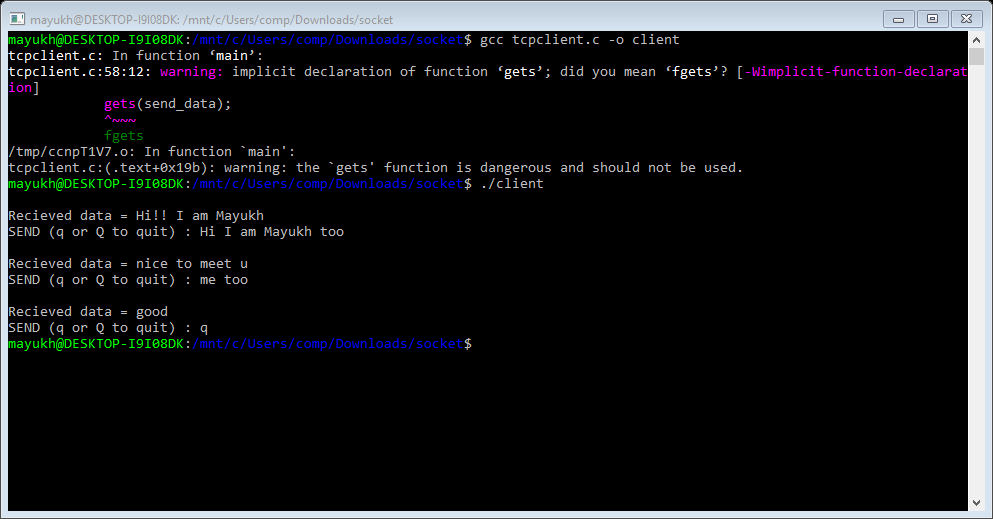 mayukh@DESKTOP-I9I08DK: /mnt/c/Users/comp/Downloads/socket
mayukh@DESKTOP-I9I08DK:/mnt/c/Users/comp/Downloads/socket$ gcc tcpclient.c -o client
tcpclient.c: In function ‘main’:
tcpclient.c:58:12: warning: implicit declaration of function ‘gets’; did you mean ‘fgets’? [-Wimplicit-function-declarat
ion]
            gets(send_data);
            ^~~~
            fgets
/tmp/ccnpT1V7.o: In function `main':
tcpclient.c:(.text+0x19b): warning: the `gets' function is dangerous and should not be used.
mayukh@DESKTOP-I9I08DK:/mnt/c/Users/comp/Downloads/socket$ ./client
Recieved data = Hi!! I am Mayukh
SEND (q or Q to quit) : Hi I am Mayukh too
Recieved data = nice to meet u
SEND (q or Q to quit) : me too
Recieved data = good
SEND (q or Q to quit) : q
mayukh@DESKTOP-I9I08DK:/mnt/c/Users/comp/Downloads/socket$